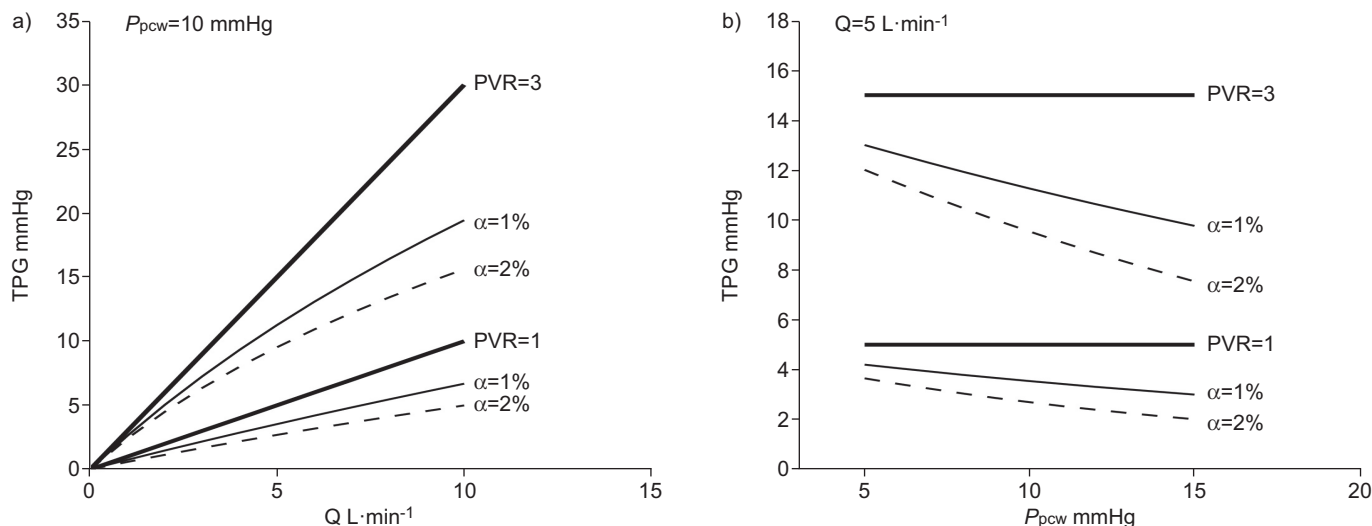 a)
Ppcw=10 mmHg
35
30
25
20
15
10
5
0
TPG mmHg
PVR=3
α=1%
α=2%
PVR=1
α=1%
α=2%
0
5
10
15
Q L·min-1
b)
Q=5 L·min-1
18
16
14
12
10
8
6
4
2
0
TPG mmHg
PVR=3
α=1%
α=2%
PVR=1
α=1%
α=2%
0
5
10
15
20
Ppcw mmHg